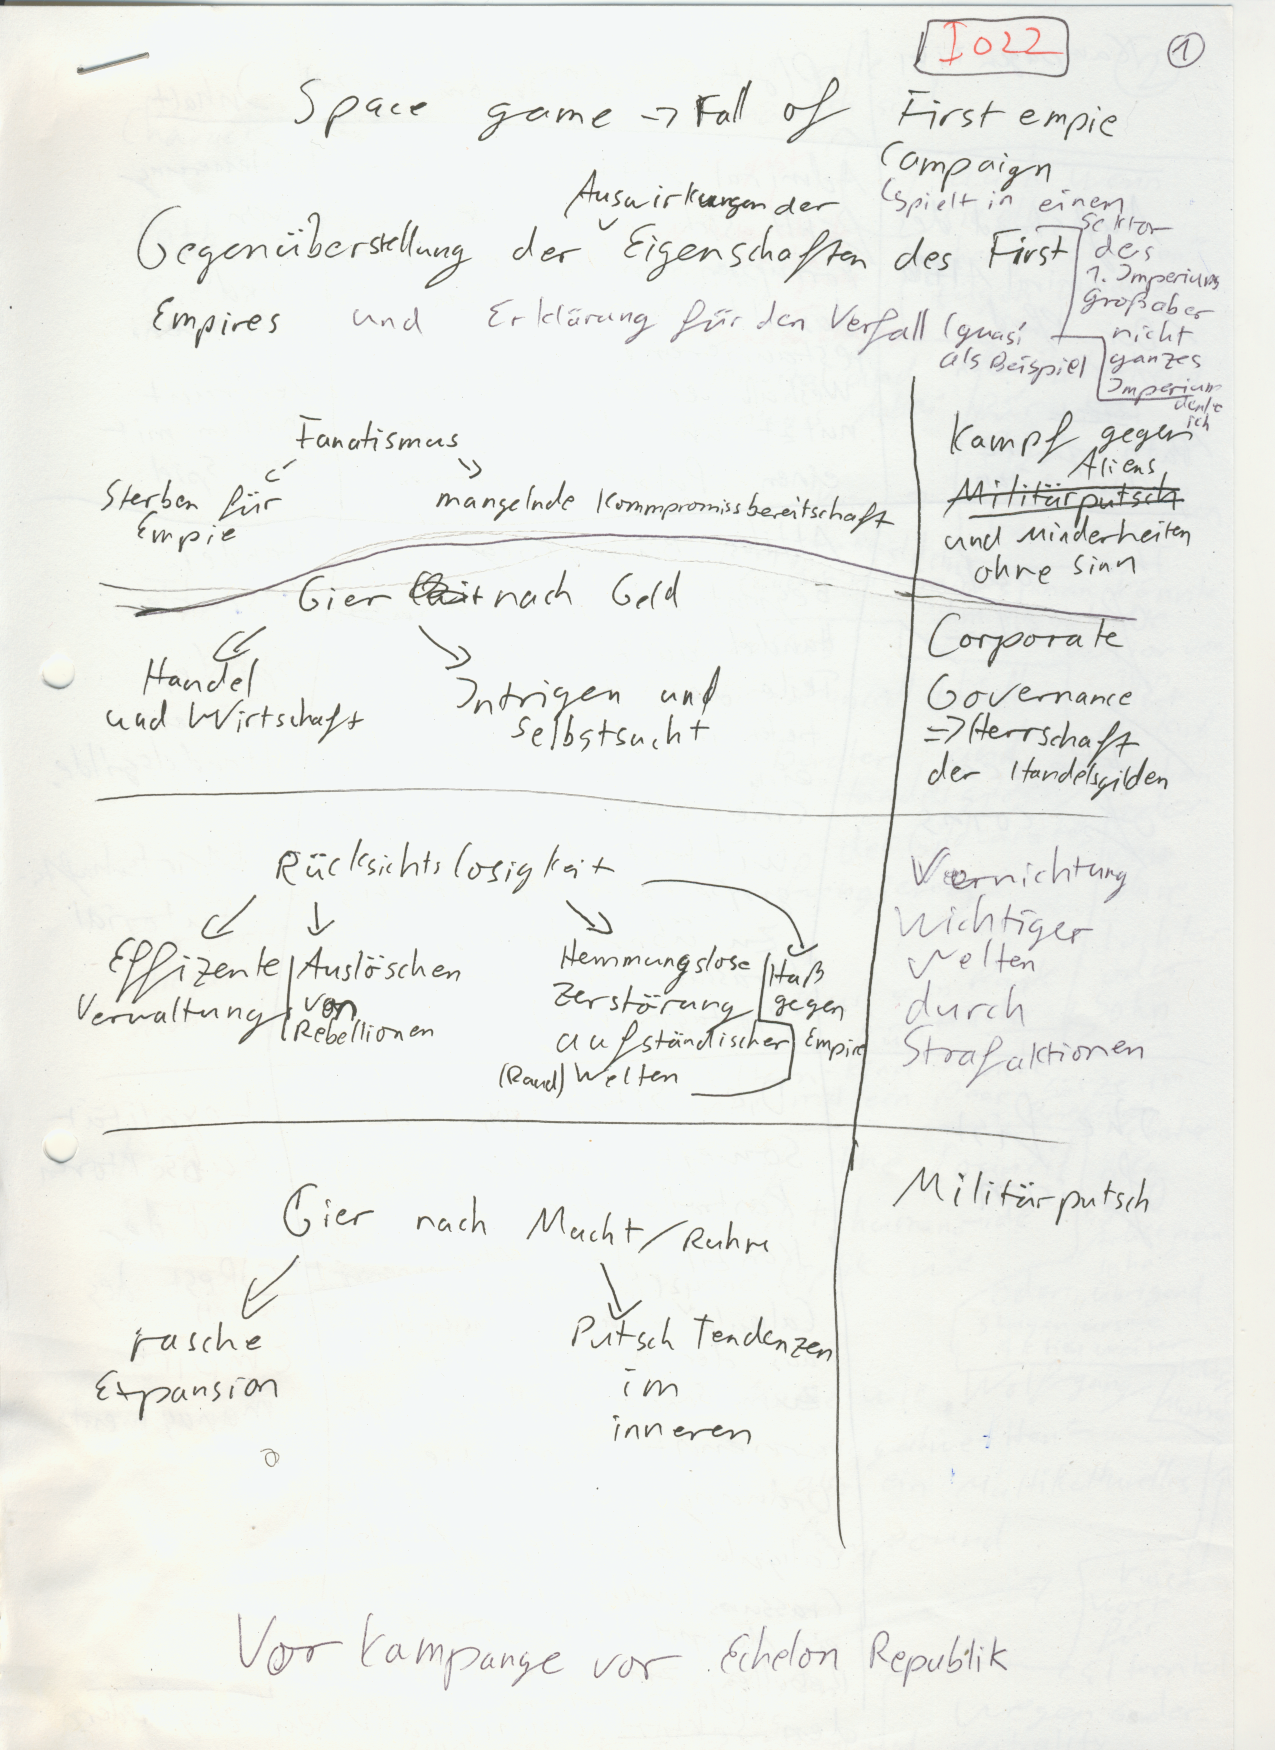 I022
1
Space game -> Fall of First empie
Campaign
Auswirkungen der
(spielt in einem
Sektor
des
1. Imperiums
Großaber
nicht
ganzes
Imperium
denke
ich
Gegenüberstellung der Eigenschaften des First
Empires und Erklärung für den Verfall (quasi
als Beispiel
Fanatismus
Sterben für
Empie
mangelnde Kommpromissbereitschaft
Kampf gegen
Aliens,
Militärputsch
und Minderheiten
ohne Sinn
Gier nach Geld
Handel
und Wirtschaft
Intrigen und
Selbstsucht
Corporate
Governance
=> Herrschaft
der Handelsgilden
Rücksichtslosigkeit
Effizente
Verwaltung
Auslöschen
von
Rebellionen
Hemmungslose
Zerstörung
aufständischer
(Rand) Welten
Haß
gegen
Empire
Vernichtung
Wichtiger
Welten
durch
Strafaktionen
Gier nach Macht/Ruhm
rasche
Expansion
Putsch Tendenzen
im
inneren
Militärputsch
Vor Kampange vor Echelon Republik